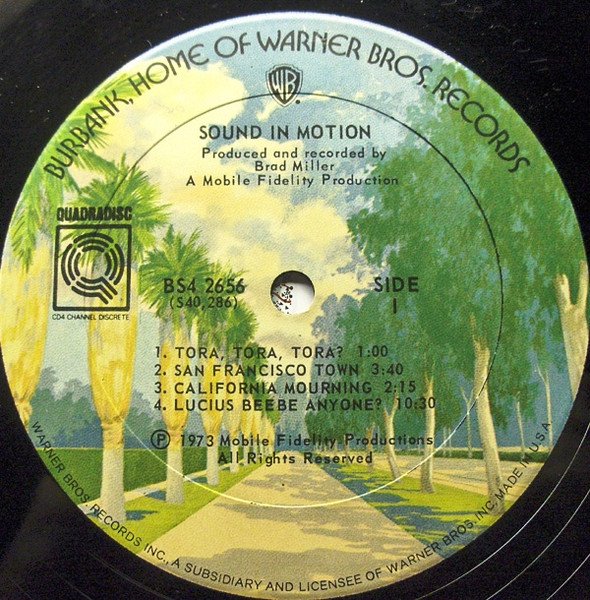 BURBANK, HOME OF WARNER BROS. RECORDS
WB
SOUND IN MOTION
Produced and recorded by
Brad Miller
A Mobile Fidelity Production
QUADRADISC
CD4 CHANNEL DISCRETE
BS4 2656
(S40,286)
SIDE
1
1. TORA, TORA, TORA? 1:00
2. SAN FRANCISCO TOWN 3:40
3. CALIFORNIA MOURNING 2:15
4. LUCIUS BEEBE ANYONE? 10:30
Ⓟ 1973 Mobile Fidelity Productions
All Rights Reserved
WARNER BROS. RECORDS INC., A SUBSIDIARY AND LICENSEE OF WARNER BROS. INC. MADE IN U.S.A.